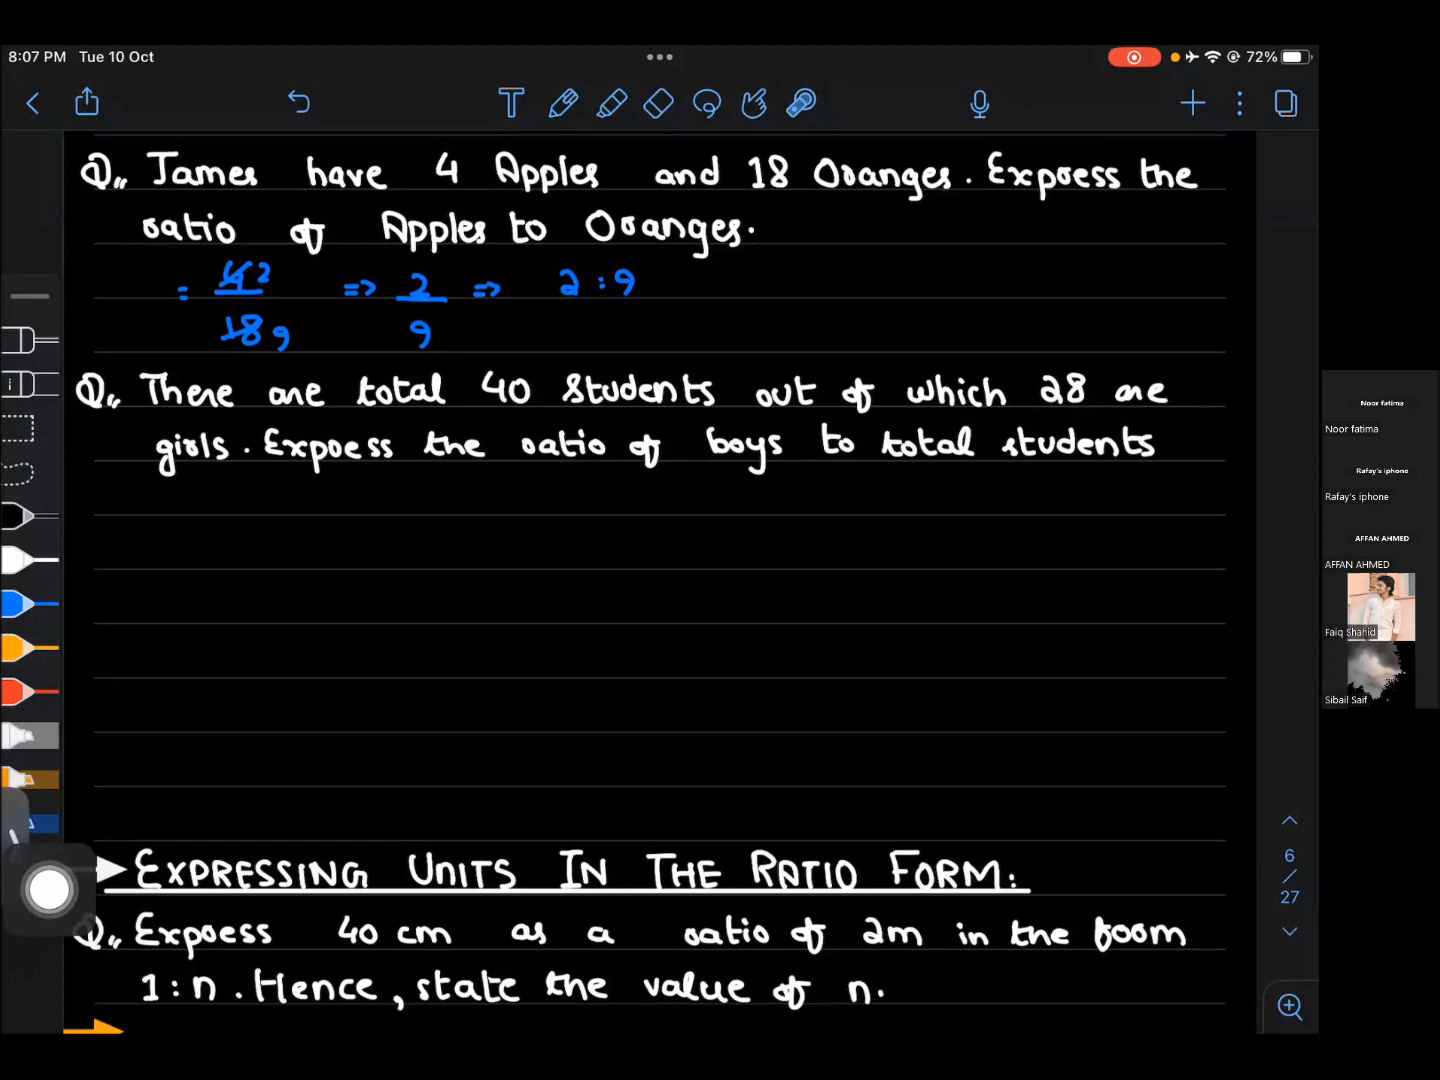 8:07 PM Tue 10 Oct
72%
Q,, James have 4 Apples and 18 Oranges. Express the
ratio of Apples to Oranges.
= 4 2 / 18 9 => 2 / 9 => 2 : 9
Q,, There are total 40 Students out of which 28 are
girls. Express the ratio of boys to total students
EXPRESSING UNITS IN THE RATIO FORM:
Q,, Express 40 cm as a ratio of 2m in the form
1 : n. Hence, state the value of n.
6
/
27
Noor fatima
Noor fatima
Rafay's iphone
Rafay's iphone
AFFAN AHMED
AFFAN AHMED
Faiq Shahid
Sibail Saif